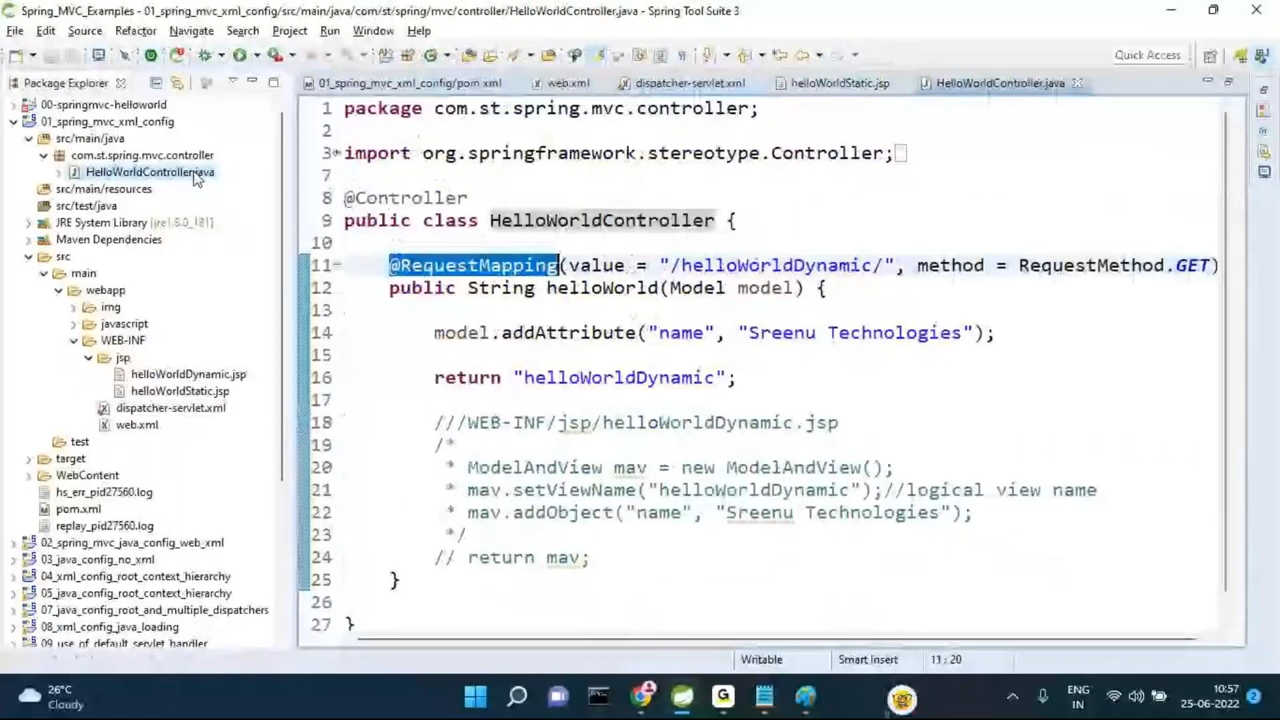 Spring_MVC_Examples - 01_spring_mvc_xml_config/src/main/java/com/st/spring/mvc/controller/HelloWorldController.java - Spring Tool Suite 3
File Edit Source Refactor Navigate Search Project Run Window Help
Quick Access
Package Explorer
01_spring_mvc_xml_config/pom.xml web.xml dispatcher-servlet.xml helloWorldStatic.jsp HelloWorldController.java
00-springmvc-helloworld
01_spring_mvc_xml_config
src/main/java
com.st.spring.mvc.controller
HelloWorldController.java
src/main/resources
src/test/java
JRE System Library [jre1.8.0_181]
Maven Dependencies
src
main
webapp
img
javascript
WEB-INF
jsp
helloWorldDynamic.jsp
helloWorldStatic.jsp
dispatcher-servlet.xml
web.xml
test
target
WebContent
hs_err_pid27560.log
pom.xml
replay_pid27560.log
02_spring_mvc_java_config_web_xml
03_java_config_no_xml
04_xml_config_root_context_hierarchy
05_java_config_root_context_hierarchy
07_java_config_root_and_multiple_dispatchers
08_xml_config_java_loading
09_use_of_default_servlet_handler
1 package com.st.spring.mvc.controller;
2
3 import org.springframework.stereotype.Controller;
7
8 @Controller
9 public class HelloWorldController {
10
11 @RequestMapping(value = "/helloWorldDynamic/", method = RequestMethod.GET)
12 public String helloWorld(Model model) {
13
14 model.addAttribute("name", "Sreenu Technologies");
15
16 return "helloWorldDynamic";
17
18 ///WEB-INF/jsp/helloWorldDynamic.jsp
19 /*
20 * ModelAndView mav = new ModelAndView();
21 * mav.setViewName("helloWorldDynamic");//logical view name
22 * mav.addObject("name", "Sreenu Technologies");
23 */
24 // return mav;
25 }
26
27 }
Writable Smart Insert 11 : 20
26°C
Cloudy
ENG
IN
10:57
25-06-2022
2